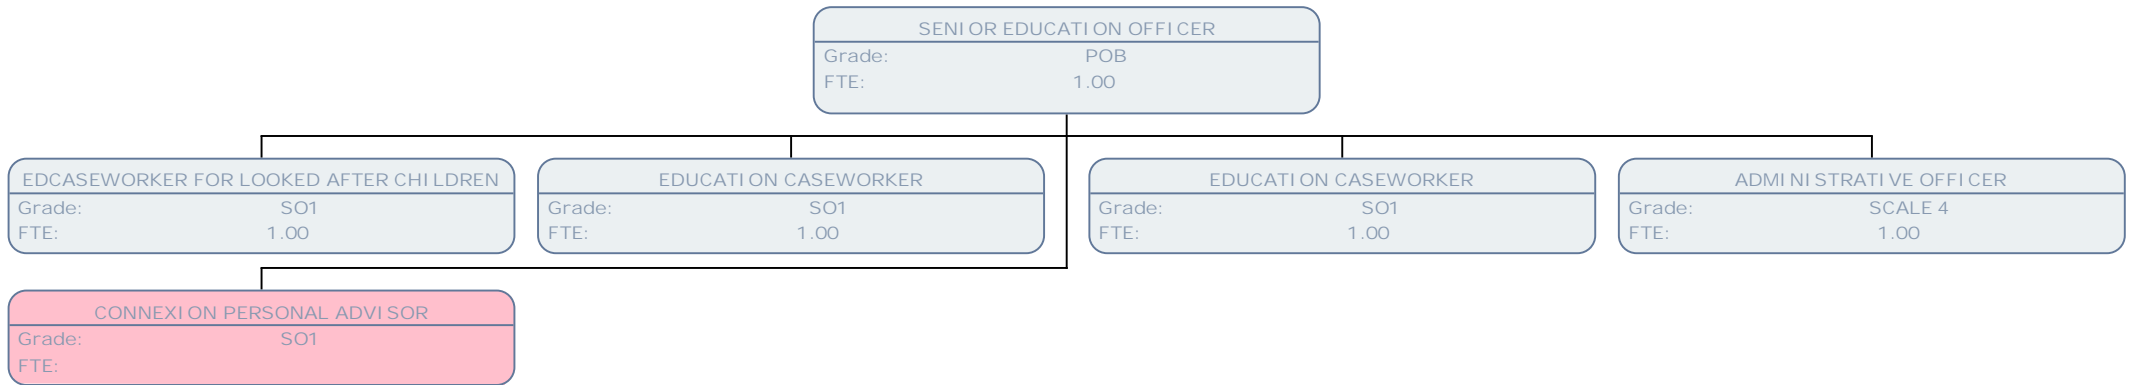 SENIOR EDUCATION OFFICER
Grade: POB
FTE: 1.00
EDCASEWORKER FOR LOOKED AFTER CHILDREN
Grade: SO1
FTE: 1.00
EDUCATION CASEWORKER
Grade: SO1
FTE: 1.00
EDUCATION CASEWORKER
Grade: SO1
FTE: 1.00
ADMINISTRATIVE OFFICER
Grade: SCALE 4
FTE: 1.00
CONNEXION PERSONAL ADVISOR
Grade: SO1
FTE: